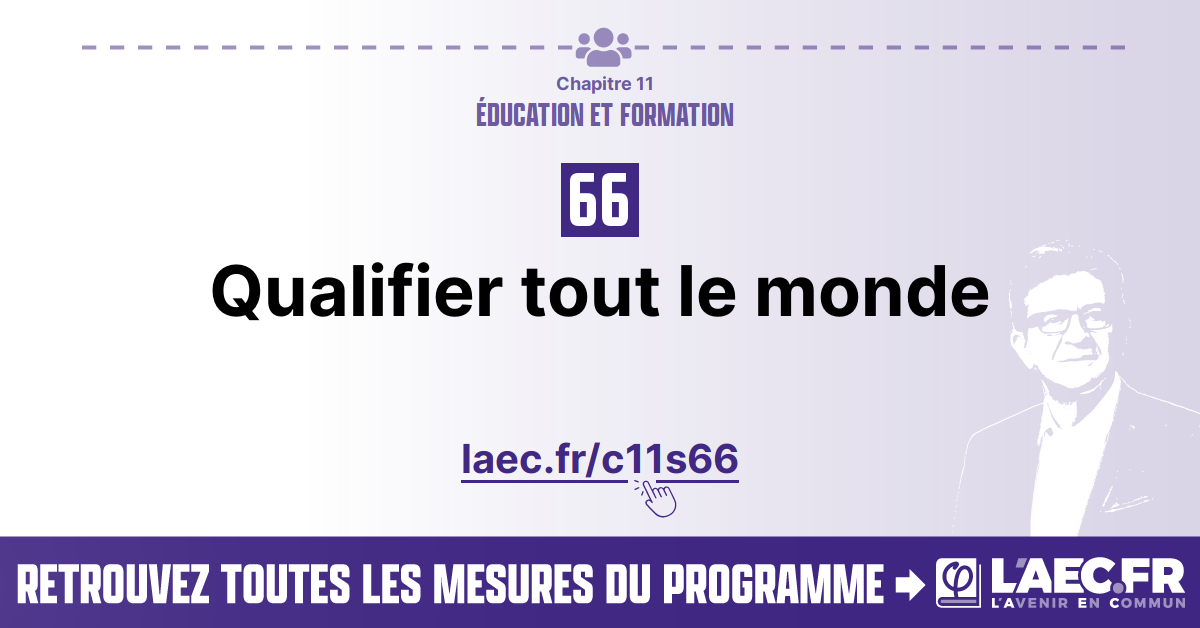 Chapitre 11
ÉDUCATION ET FORMATION
66
Qualifier tout le monde
laec.fr/c11s66
RETROUVEZ TOUTES LES MESURES DU PROGRAMME
φ
L'AEC.FR
L'AVENIR EN COMMUN